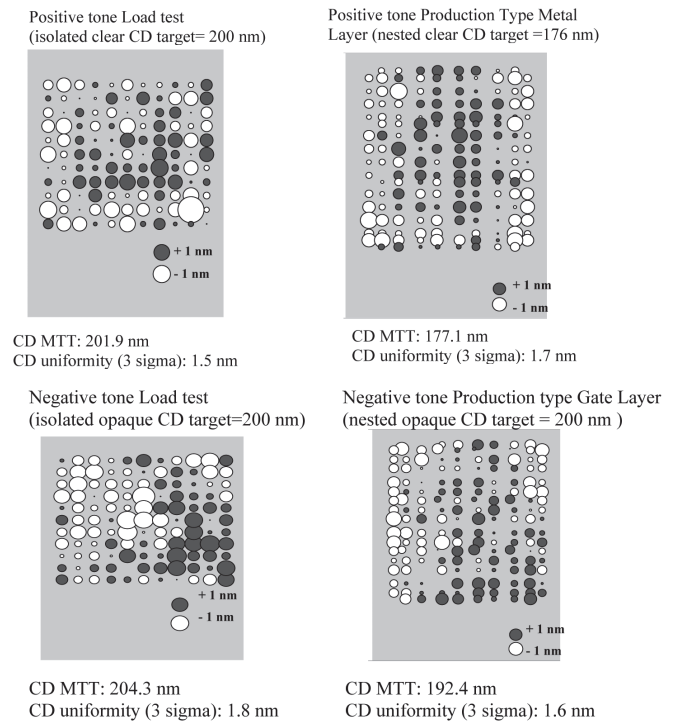 Positive tone Load test
(isolated clear CD target= 200 nm)
+ 1 nm
- 1 nm
CD MTT: 201.9 nm
CD uniformity (3 sigma): 1.5 nm
Positive tone Production Type Metal
Layer (nested clear CD target =176 nm)
+ 1 nm
- 1 nm
CD MTT: 177.1 nm
CD uniformity (3 sigma): 1.7 nm
Negative tone Load test
(isolated opaque CD target=200 nm)
+ 1 nm
- 1 nm
CD MTT: 204.3 nm
CD uniformity (3 sigma): 1.8 nm
Negative tone Production type Gate Layer
(nested opaque CD target = 200 nm )
+ 1 nm
- 1 nm
CD MTT: 192.4 nm
CD uniformity (3 sigma): 1.6 nm